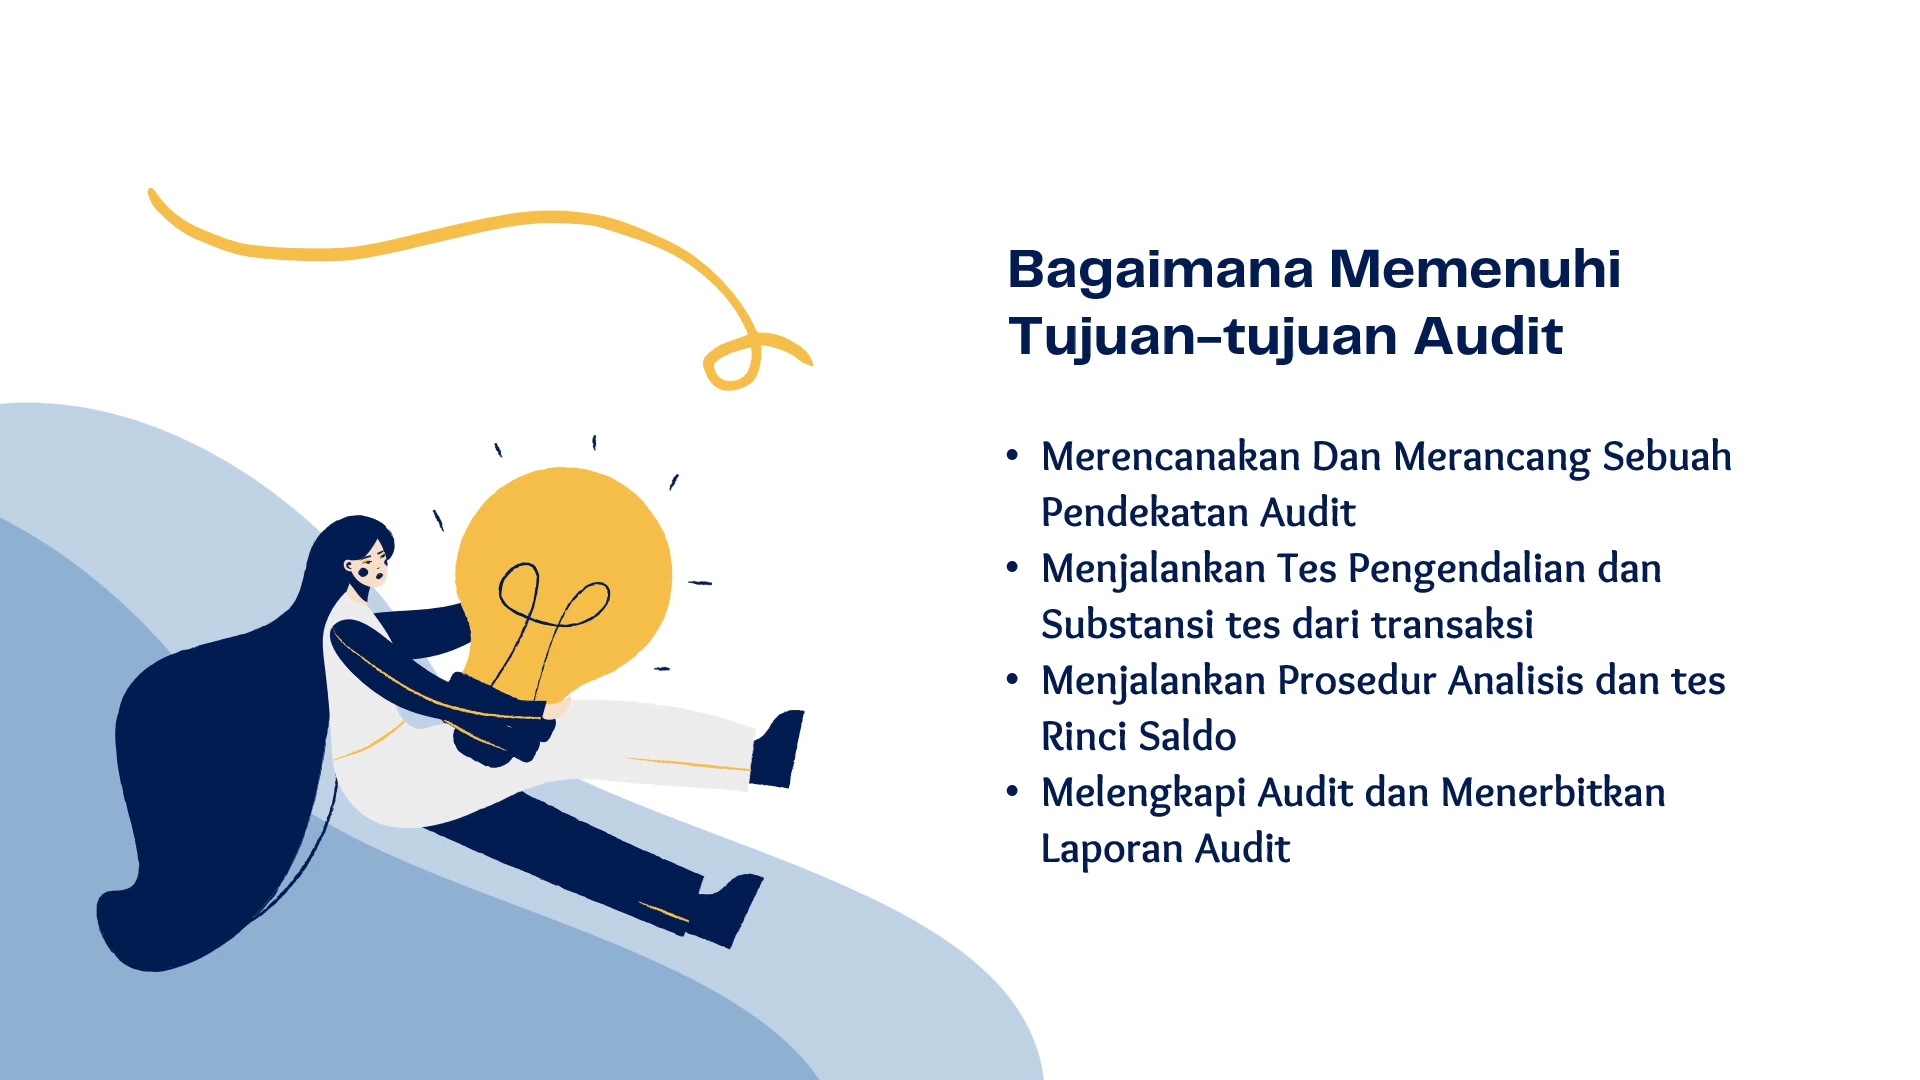 Bagaimana Memenuhi
Tujuan-tujuan Audit
• Merencanakan Dan Merancang Sebuah
Pendekatan Audit
• Menjalankan Tes Pengendalian dan
Substansi tes dari transaksi
• Menjalankan Prosedur Analisis dan tes
Rinci Saldo
• Melengkapi Audit dan Menerbitkan
Laporan Audit